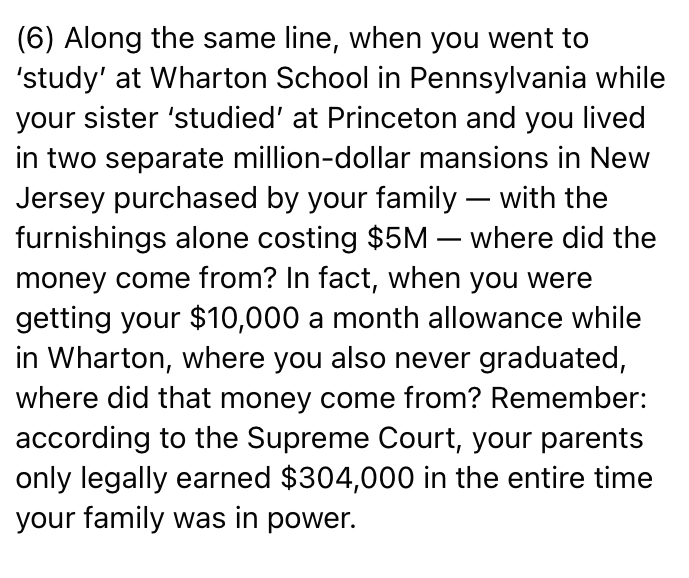 (6) Along the same line, when you went to
‘study’ at Wharton School in Pennsylvania while
your sister ‘studied’ at Princeton and you lived
in two separate million-dollar mansions in New
Jersey purchased by your family — with the
furnishings alone costing $5M — where did the
money come from? In fact, when you were
getting your $10,000 a month allowance while
in Wharton, where you also never graduated,
where did that money come from? Remember:
according to the Supreme Court, your parents
only legally earned $304,000 in the entire time
your family was in power.